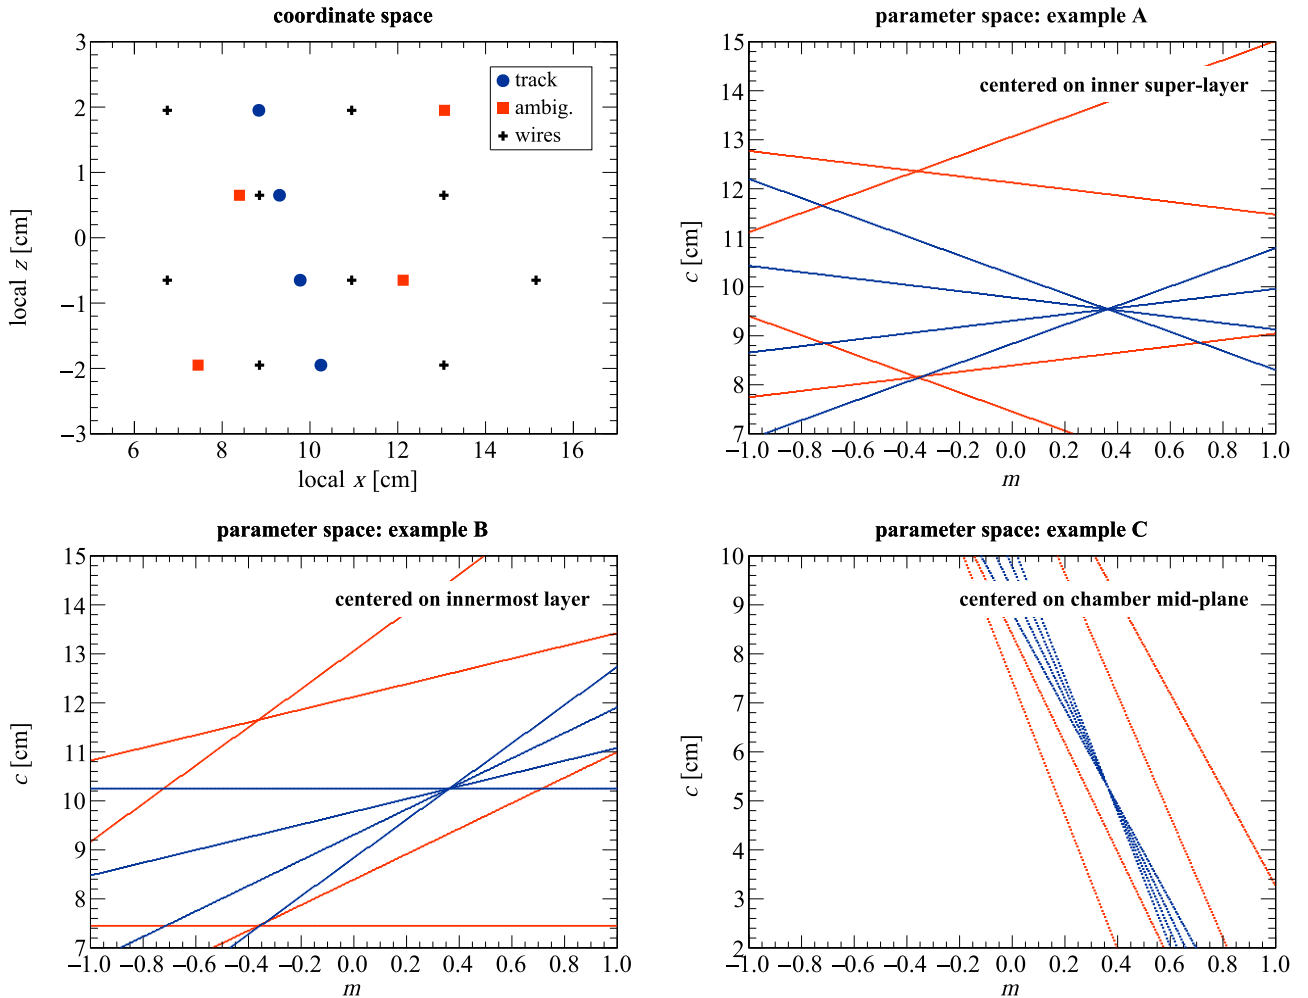 coordinate space
3
2
1
0
−1
−2
−3
local z [cm]
track
ambig.
wires
6 8 10 12 14 16
local x [cm]
parameter space: example A
centered on inner super-layer
15
14
13
12
11
10
9
8
7
c [cm]
−1.0 −0.8 −0.6 −0.4 −0.2 0.0 0.2 0.4 0.6 0.8 1.0
m
parameter space: example B
centered on innermost layer
15
14
13
12
11
10
9
8
7
c [cm]
−1.0 −0.8 −0.6 −0.4 −0.2 0.0 0.2 0.4 0.6 0.8 1.0
m
parameter space: example C
centered on chamber mid-plane
10
9
8
7
6
5
4
3
2
c [cm]
−1.0 −0.8 −0.6 −0.4 −0.2 0.0 0.2 0.4 0.6 0.8 1.0
m